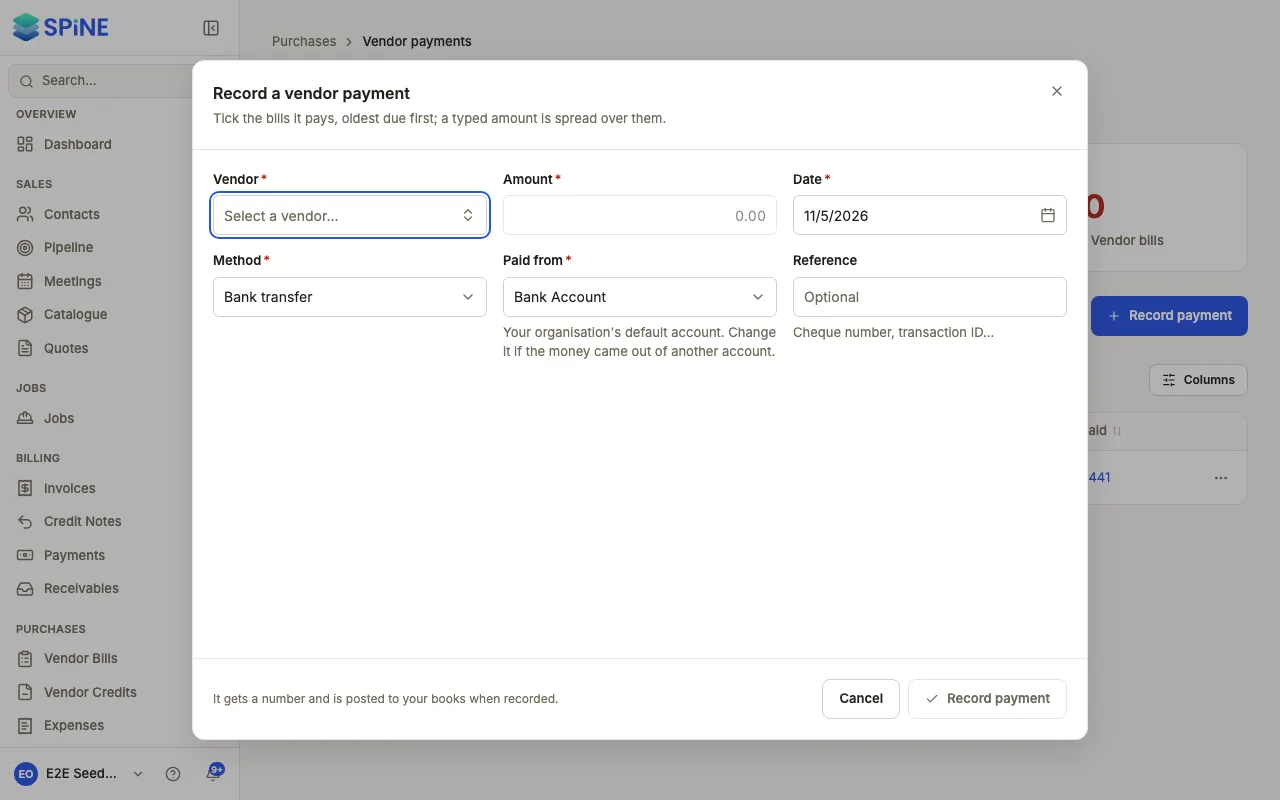 SPiNE
Purchases > Vendor payments
Search...
OVERVIEW
Dashboard
SALES
Contacts
Pipeline
Meetings
Catalogue
Quotes
JOBS
Jobs
BILLING
Invoices
Credit Notes
Payments
Receivables
PURCHASES
Vendor Bills
Vendor Credits
Expenses
EO E2E Seed... 9+
Record a vendor payment
Tick the bills it pays, oldest due first; a typed amount is spread over them.
Vendor* Amount* Date*
Select a vendor... 0.00 11/5/2026
Method* Paid from* Reference
Bank transfer Bank Account Optional
Your organisation's default account. Change it if the money came out of another account.
Cheque number, transaction ID...
It gets a number and is posted to your books when recorded.
Cancel Record payment
0
Vendor bills
+ Record payment
Columns
aid
441